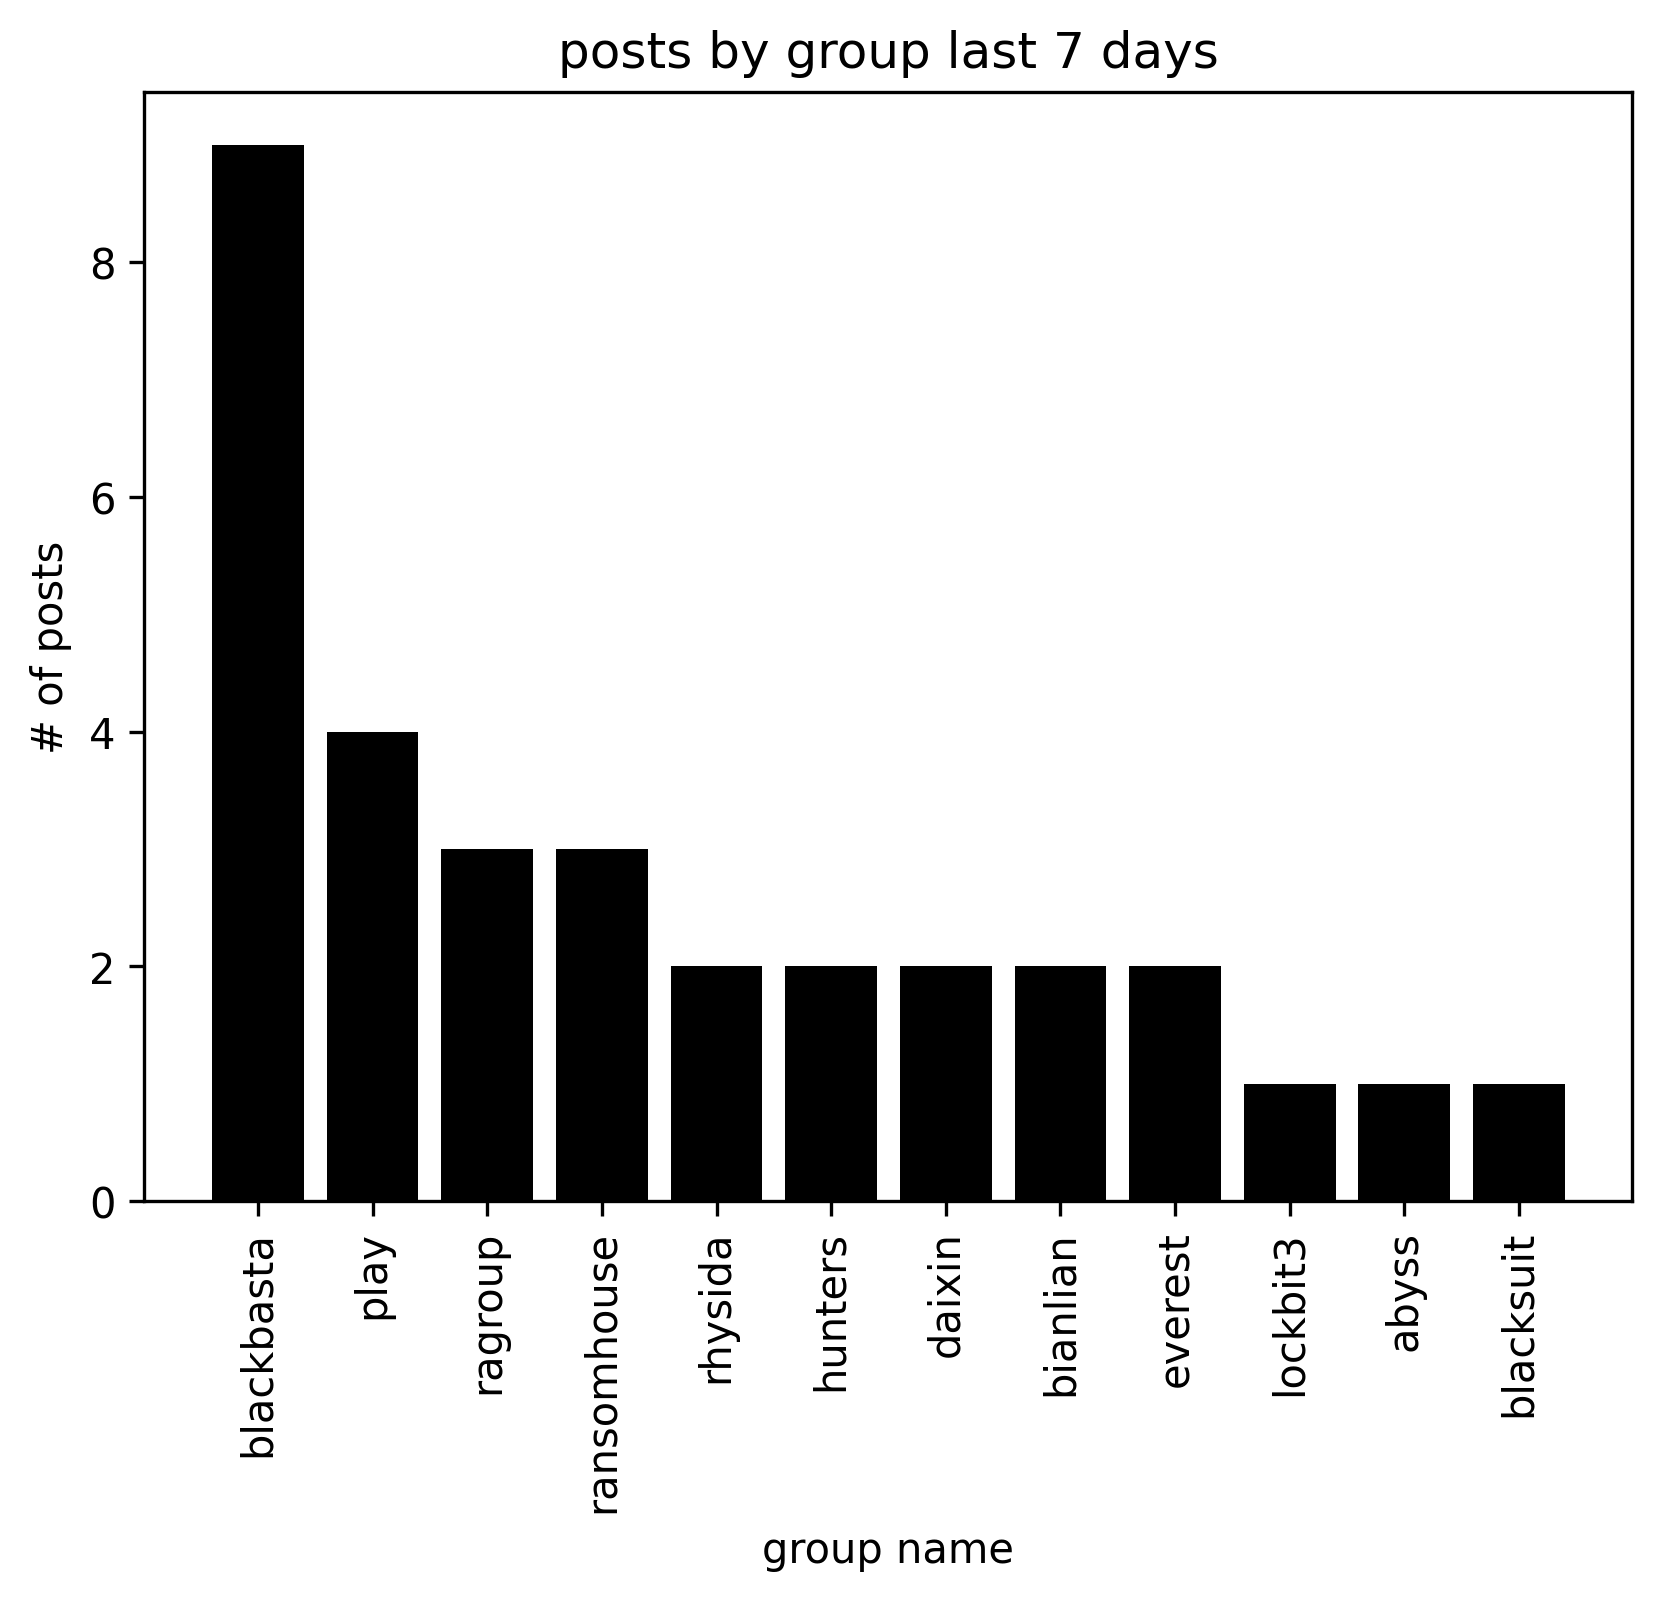 posts by group last 7 days
# of posts
8
6
4
2
0
blackbasta
play
ragroup
ransomhouse
rhysida
hunters
daixin
bianlian
everest
lockbit3
abyss
blacksuit
group name